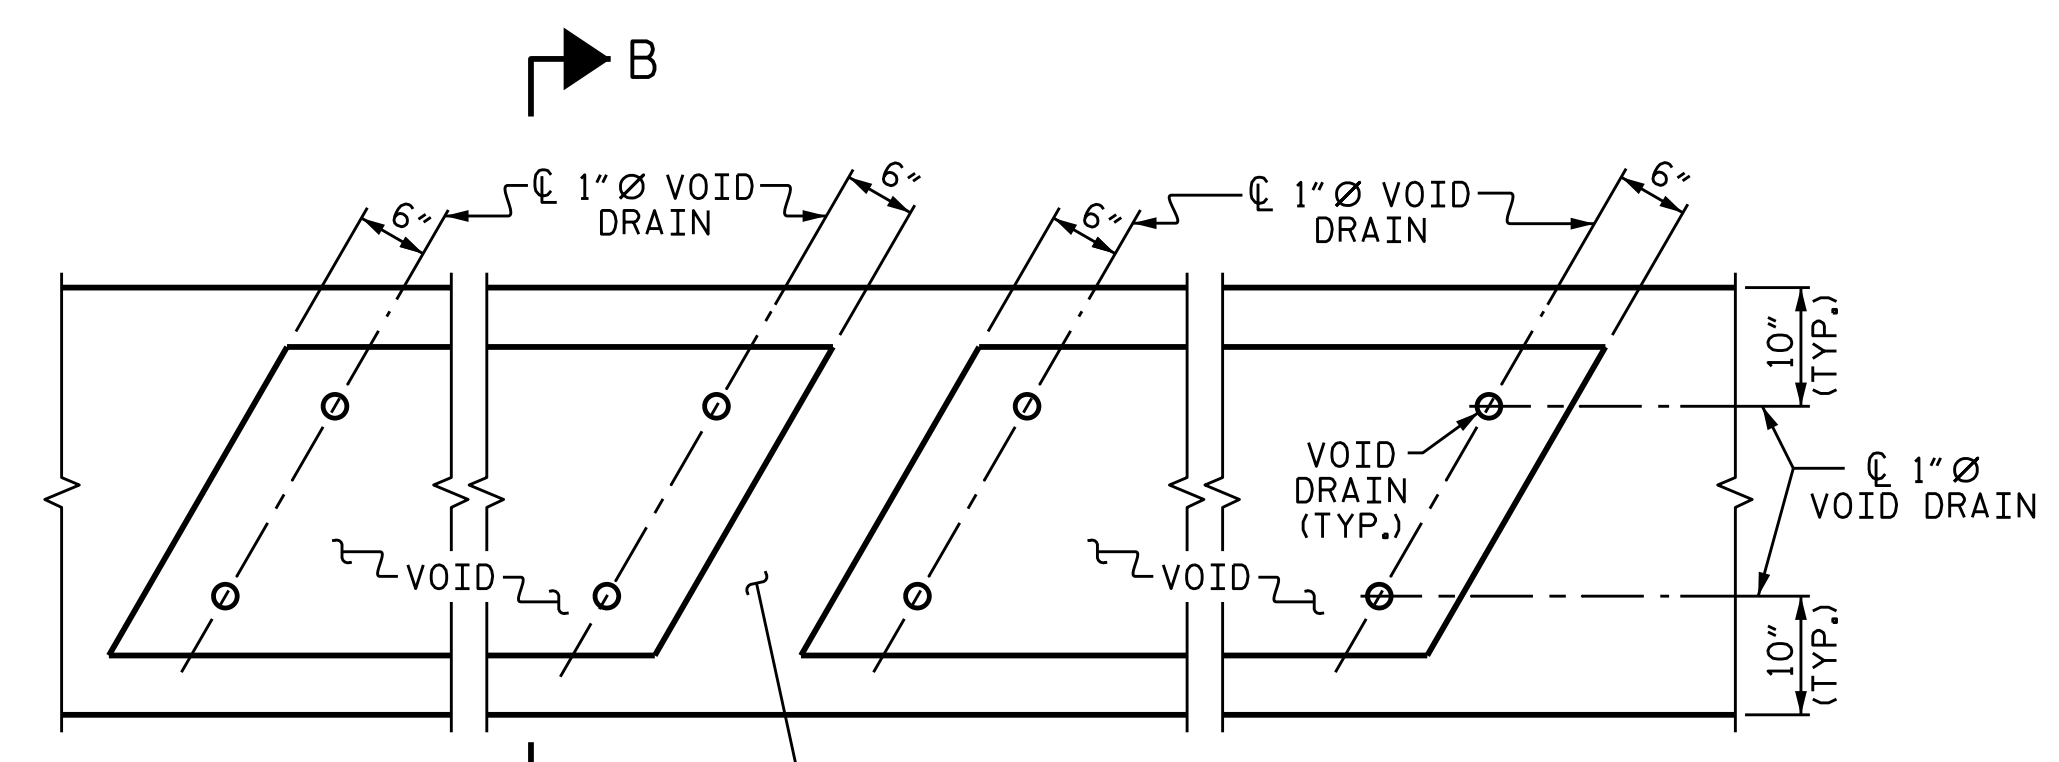 B
6"
℄ 1"Ø VOID
DRAIN
6"
6"
℄ 1"Ø VOID
DRAIN
6"
10"
(TYP.)
VOID
DRAIN
(TYP.)
℄ 1"Ø
VOID DRAIN
VOID
VOID
10"
(TYP.)